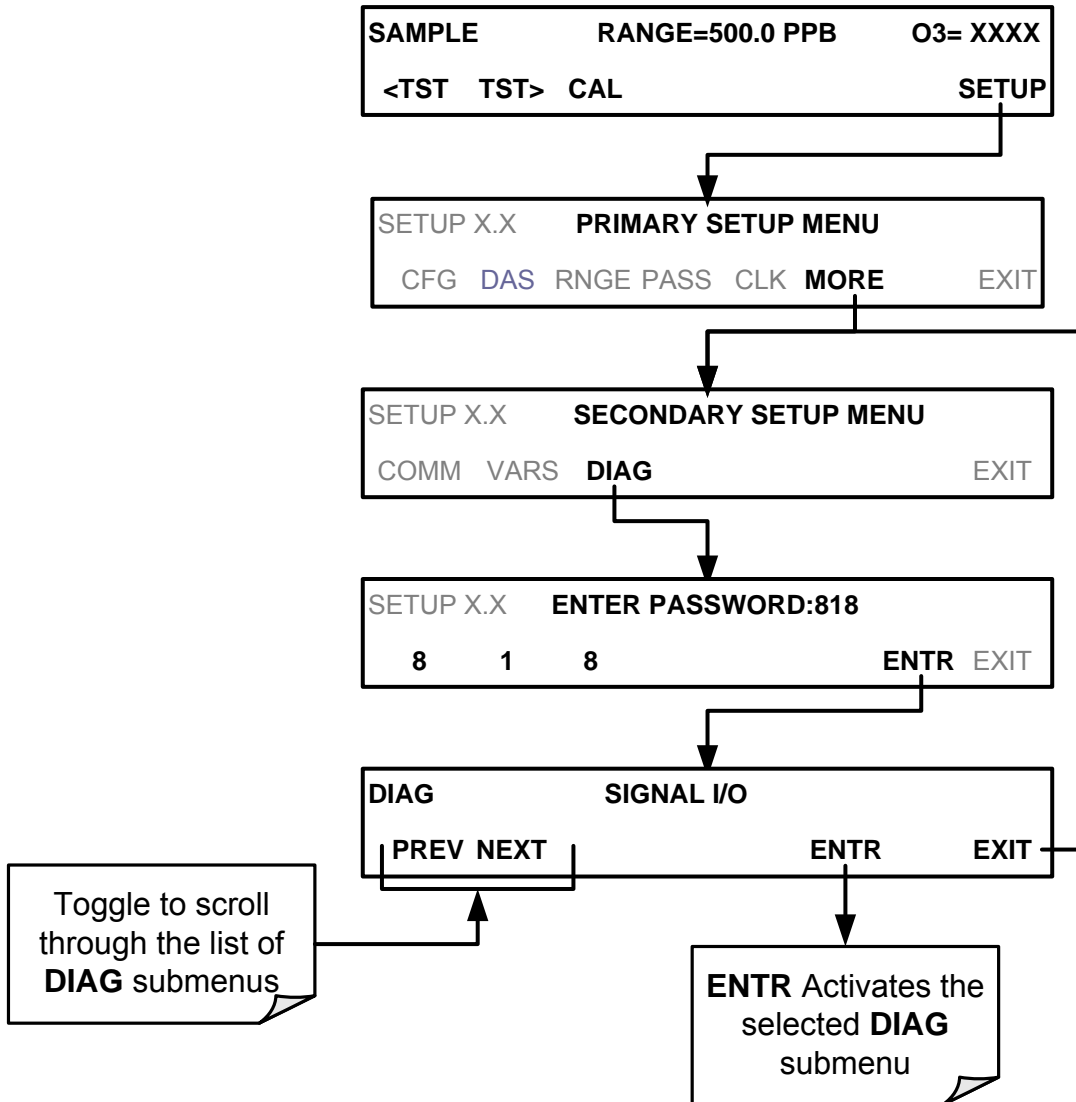 SAMPLE RANGE=500.0 PPB O3= XXXX
<TST TST> CAL SETUP
SETUP X.X PRIMARY SETUP MENU
CFG DAS RNGE PASS CLK MORE EXIT
SETUP X.X SECONDARY SETUP MENU
COMM VARS DIAG EXIT
SETUP X.X ENTER PASSWORD:818
8 1 8 ENTR EXIT
DIAG SIGNAL I/O
PREV NEXT ENTR EXIT
Toggle to scroll
through the list of
DIAG submenus
ENTR Activates the
selected DIAG
submenu